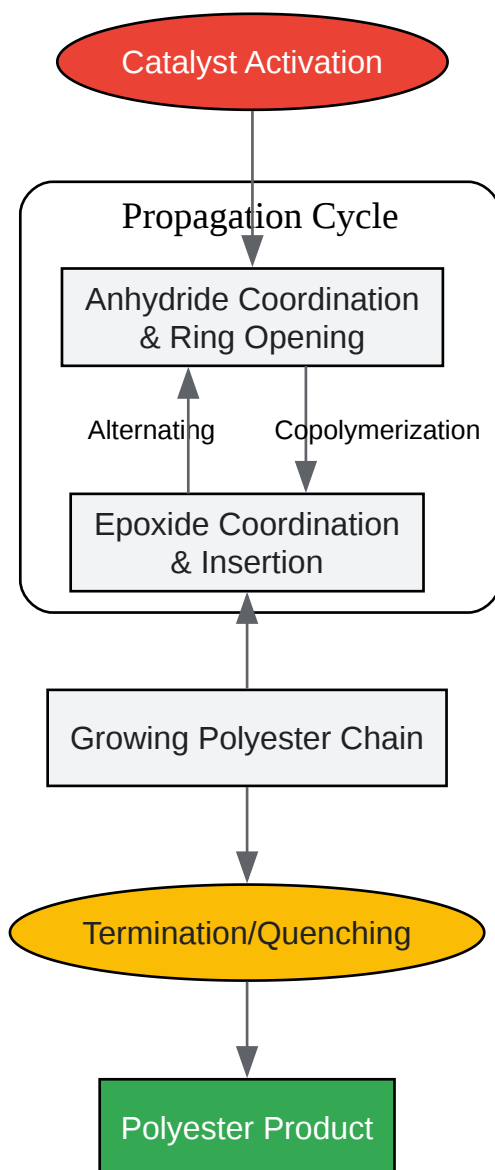 Catalyst Activation
Propagation Cycle
Anhydride Coordination
& Ring Opening
Alternating
Copolymerization
Epoxide Coordination
& Insertion
Growing Polyester Chain
Termination/Quenching
Polyester Product